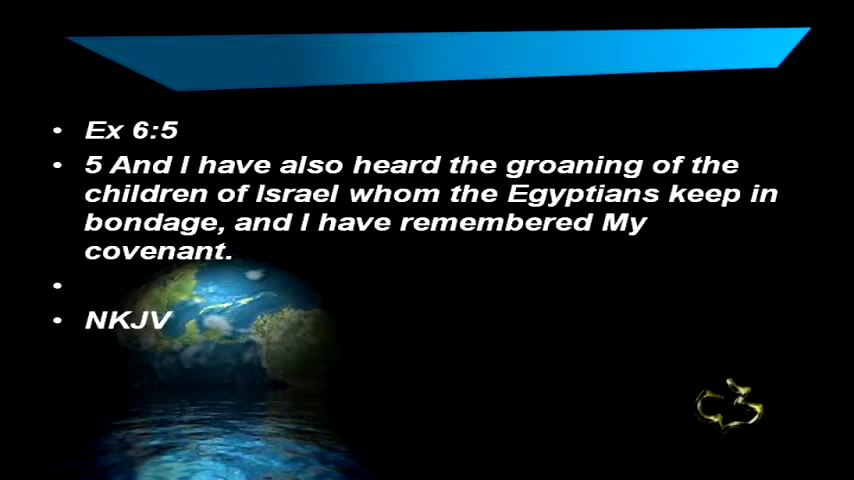 • Ex 6:5
• 5 And I have also heard the groaning of the
children of Israel whom the Egyptians keep in
bondage, and I have remembered My
covenant.
•
• NKJV
C3